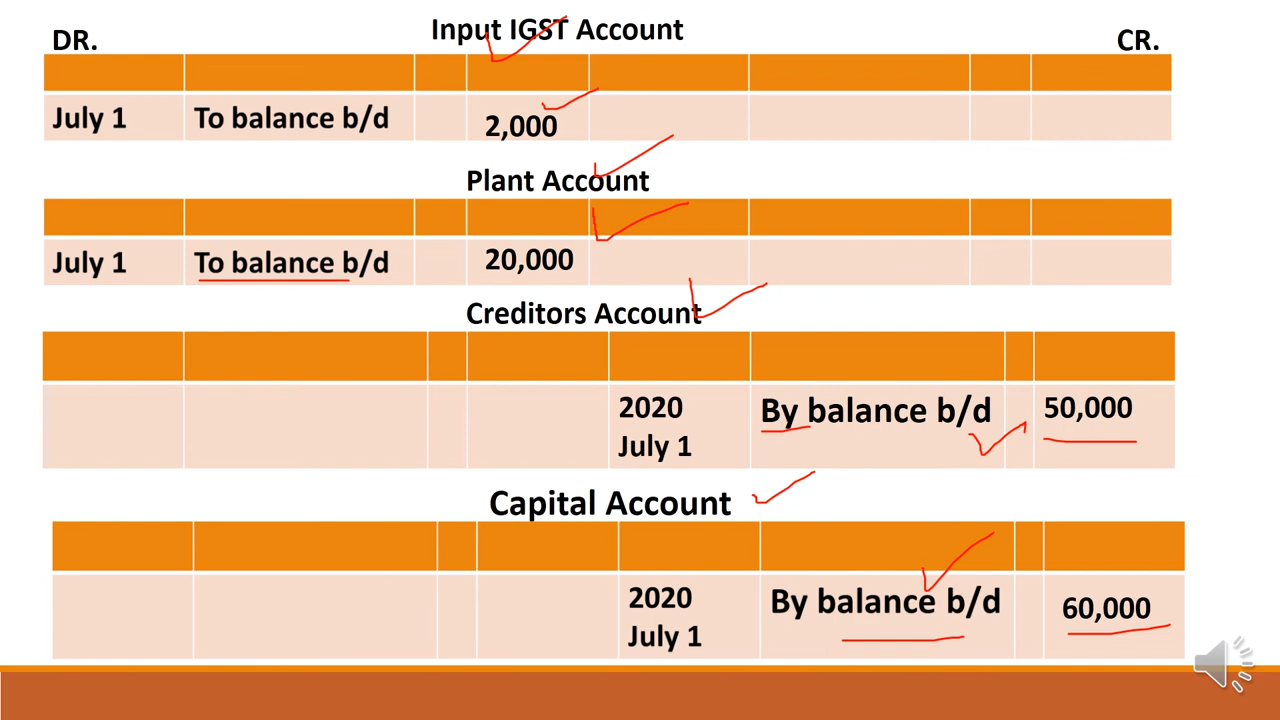 DR.
Input IGST Account
CR.
July 1 To balance b/d 2,000
Plant Account
July 1 To balance b/d 20,000
Creditors Account
2020 By balance b/d 50,000
July 1
Capital Account
2020 By balance b/d 60,000
July 1